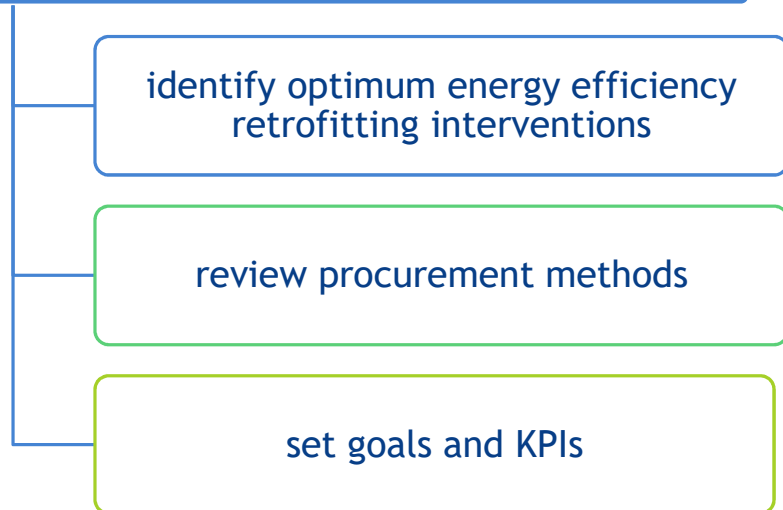 identify optimum energy efficiency
retrofitting interventions
review procurement methods
set goals and KPIs